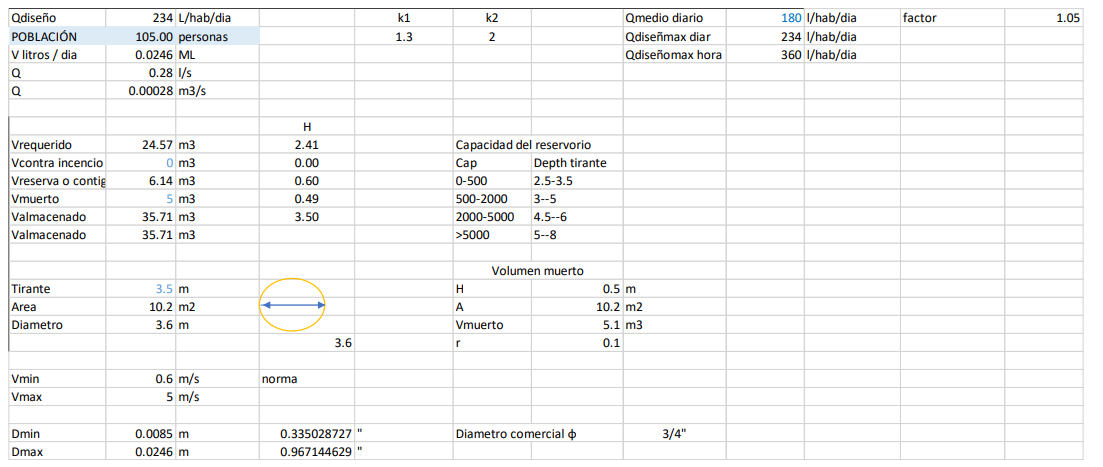 Qdiseño 234 L/hab/dia k1 k2 Qmedio diario 180 l/hab/dia factor 1.05
POBLACIÓN 105.00 personas 1.3 2 Qdiseñmax diar 234 l/hab/dia
V litros / dia 0.0246 ML Qdiseñomax hora 360 l/hab/dia
Q 0.28 l/s
Q 0.00028 m3/s
H
Vrequerido 24.57 m3 2.41 Capacidad del reservorio
Vcontra incencio 0 m3 0.00 Cap Depth tirante
Vreserva o contig 6.14 m3 0.60 0-500 2.5-3.5
Vmuerto 5 m3 0.49 500-2000 3--5
Valmacenado 35.71 m3 3.50 2000-5000 4.5--6
Valmacenado 35.71 m3 >5000 5--8
Volumen muerto
Tirante 3.5 m H 0.5 m
Area 10.2 m2 A 10.2 m2
Diametro 3.6 m Vmuerto 5.1 m3
3.6 r 0.1
Vmin 0.6 m/s norma
Vmax 5 m/s
Dmin 0.0085 m 0.335028727 " Diametro comercial ф 3/4"
Dmax 0.0246 m 0.967144629 "